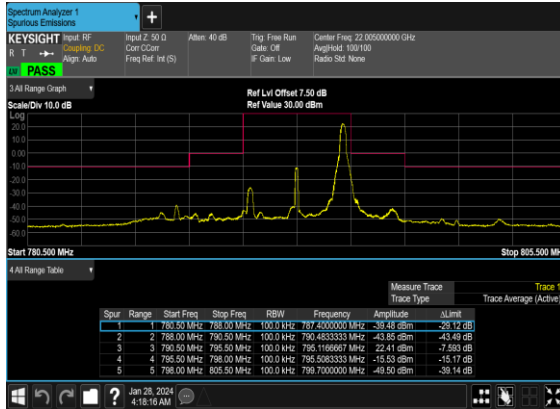 Spectrum Analyzer 1
Spurious Emissions
KEYSIGHT Input: RF Input Z: 50 Ω Atten: 40 dB Trig: Free Run Center Freq: 22.005000000 GHz
R T Coupling: DC Corr CCorr Gate: Off Avg|Hold: 100/100
Align: Auto Freq Ref: Int (S) IF Gain: Low Radio Std: None
PASS
3 All Range Graph
Ref Lvl Offset 7.50 dB
Scale/Div 10.0 dB Ref Value 30.00 dBm
Log
20.0
10.0
0.00
-10.0
-20.0
-30.0
-40.0
-50.0
-60.0
Start 780.500 MHz Stop 805.500 MHz
4 All Range Table
Measure Trace Trace 1
Trace Type Trace Average (Active)
Spur Range Start Freq Stop Freq RBW Frequency Amplitude ΔLimit
1 1 780.50 MHz 788.00 MHz 100.0 kHz 787.4000000 MHz -39.48 dBm -29.12 dB
2 2 788.00 MHz 790.50 MHz 100.0 kHz 790.4833333 MHz -43.85 dBm -43.49 dB
3 3 790.50 MHz 795.50 MHz 100.0 kHz 795.1166667 MHz 22.41 dBm -7.593 dB
4 4 795.50 MHz 798.00 MHz 100.0 kHz 795.5083333 MHz -15.53 dBm -15.17 dB
5 5 798.00 MHz 805.50 MHz 100.0 kHz 799.7000000 MHz -49.50 dBm -39.14 dB
Jan 28, 2024
4:18:16 AM